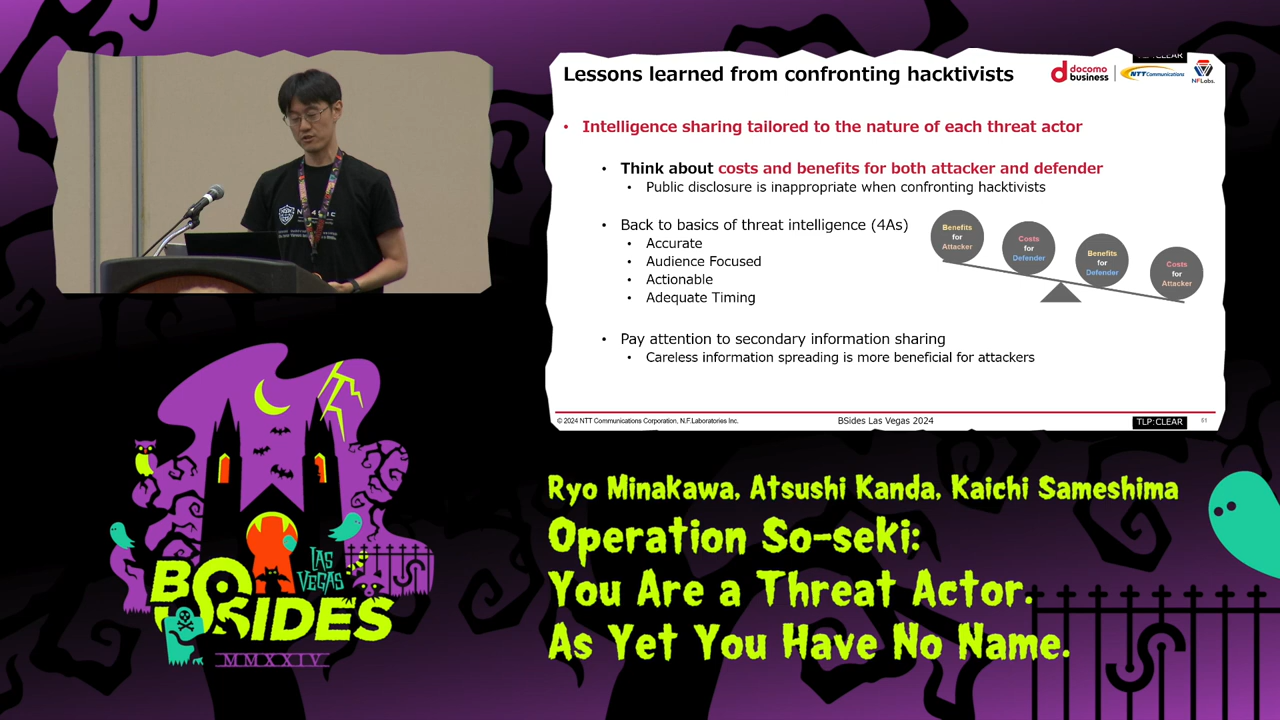 TLP:CLEAR
Lessons learned from confronting hacktivists
docomo business
NTT Communications
NFLabs.
• Intelligence sharing tailored to the nature of each threat actor
• Think about costs and benefits for both attacker and defender
• Public disclosure is inappropriate when confronting hacktivists
• Back to basics of threat intelligence (4As)
• Accurate
• Audience Focused
• Actionable
• Adequate Timing
Benefits
for
Attacker
Costs
for
Defender
Benefits
for
Defender
Costs
for
Attacker
• Pay attention to secondary information sharing
• Careless information spreading is more beneficial for attackers
© 2024 NTT Communications Corporation, N.F.Laboratories Inc.
BSides Las Vegas 2024
TLP:CLEAR
51
LAS
VEGAS
BSIDES
MMXXIV
Ryo Minakawa, Atsushi Kanda, Kaichi Sameshima
Operation So-seki:
You Are a Threat Actor.
As Yet You Have No Name.